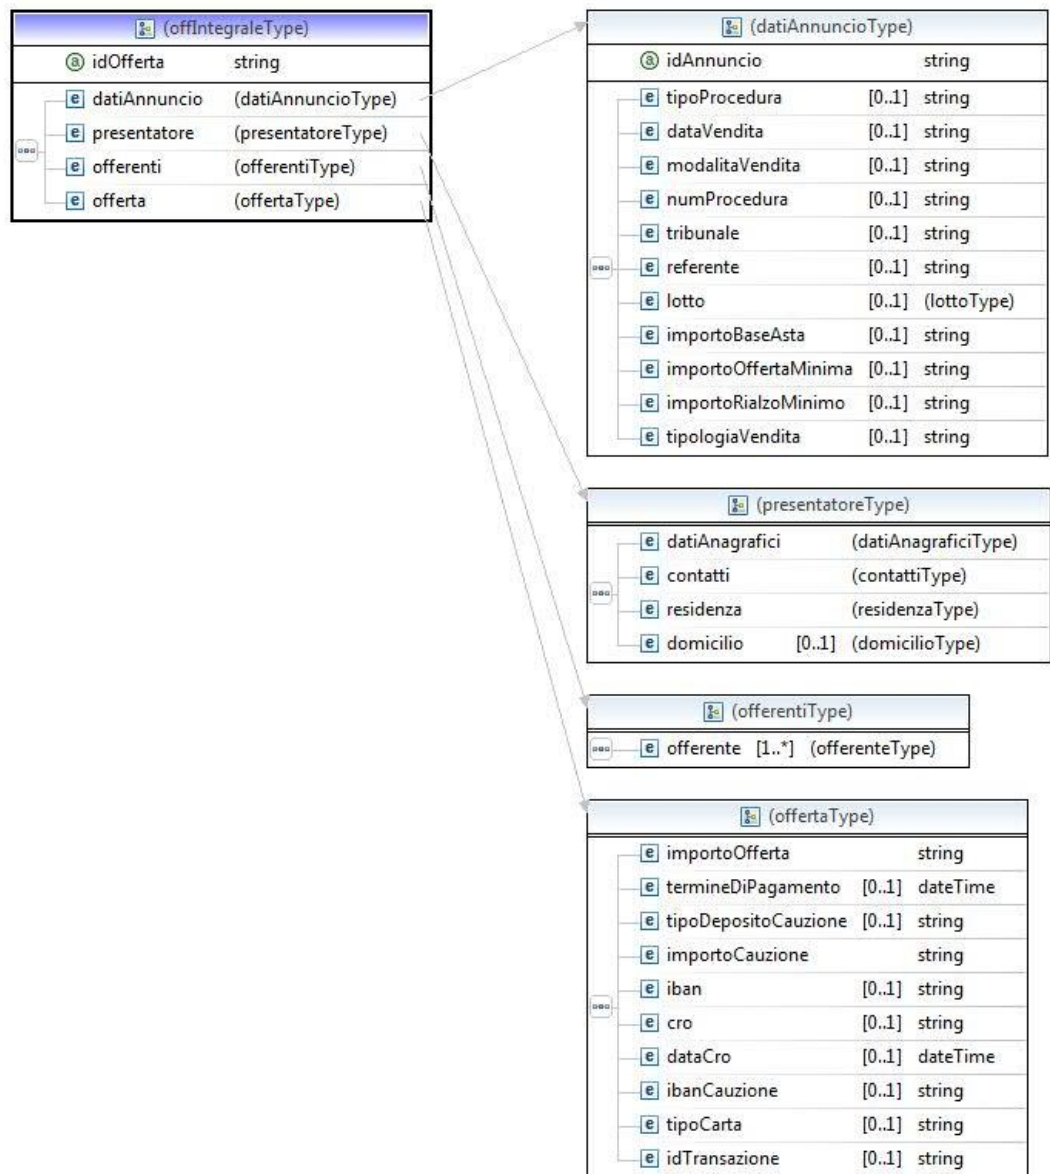 (offIntegraleType)
idOfferta string
datiAnnuncio (datiAnnuncioType)
presentatore (presentatoreType)
offerenti (offerentiType)
offerta (offertaType)
(datiAnnuncioType)
idAnnuncio string
tipoProcedura [0..1] string
dataVendita [0..1] string
modalitaVendita [0..1] string
numProcedura [0..1] string
tribunale [0..1] string
referente [0..1] string
lotto [0..1] (lottoType)
importoBaseAsta [0..1] string
importoOffertaMinima [0..1] string
importoRialzoMinimo [0..1] string
tipologiaVendita [0..1] string
(presentatoreType)
datiAnagrafici (datiAnagraficiType)
contatti (contattiType)
residenza (residenzaType)
domicilio [0..1] (domicilioType)
(offerentiType)
offerente [1..*] (offerenteType)
(offertaType)
importoOfferta string
termineDiPagamento [0..1] dateTime
tipoDepositoCauzione [0..1] string
importoCauzione string
iban [0..1] string
cro [0..1] string
dataCro [0..1] dateTime
ibanCauzione [0..1] string
tipoCarta [0..1] string
idTransazione [0..1] string